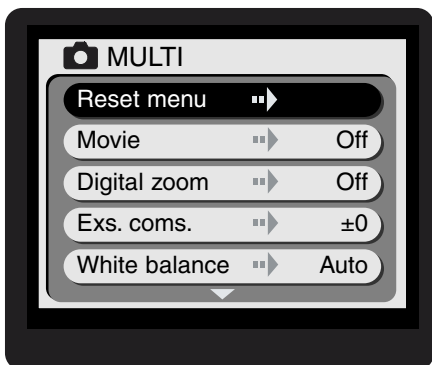 MULTI
Reset menu
Movie Off
Digital zoom Off
Exs. coms. ±0
White balance Auto